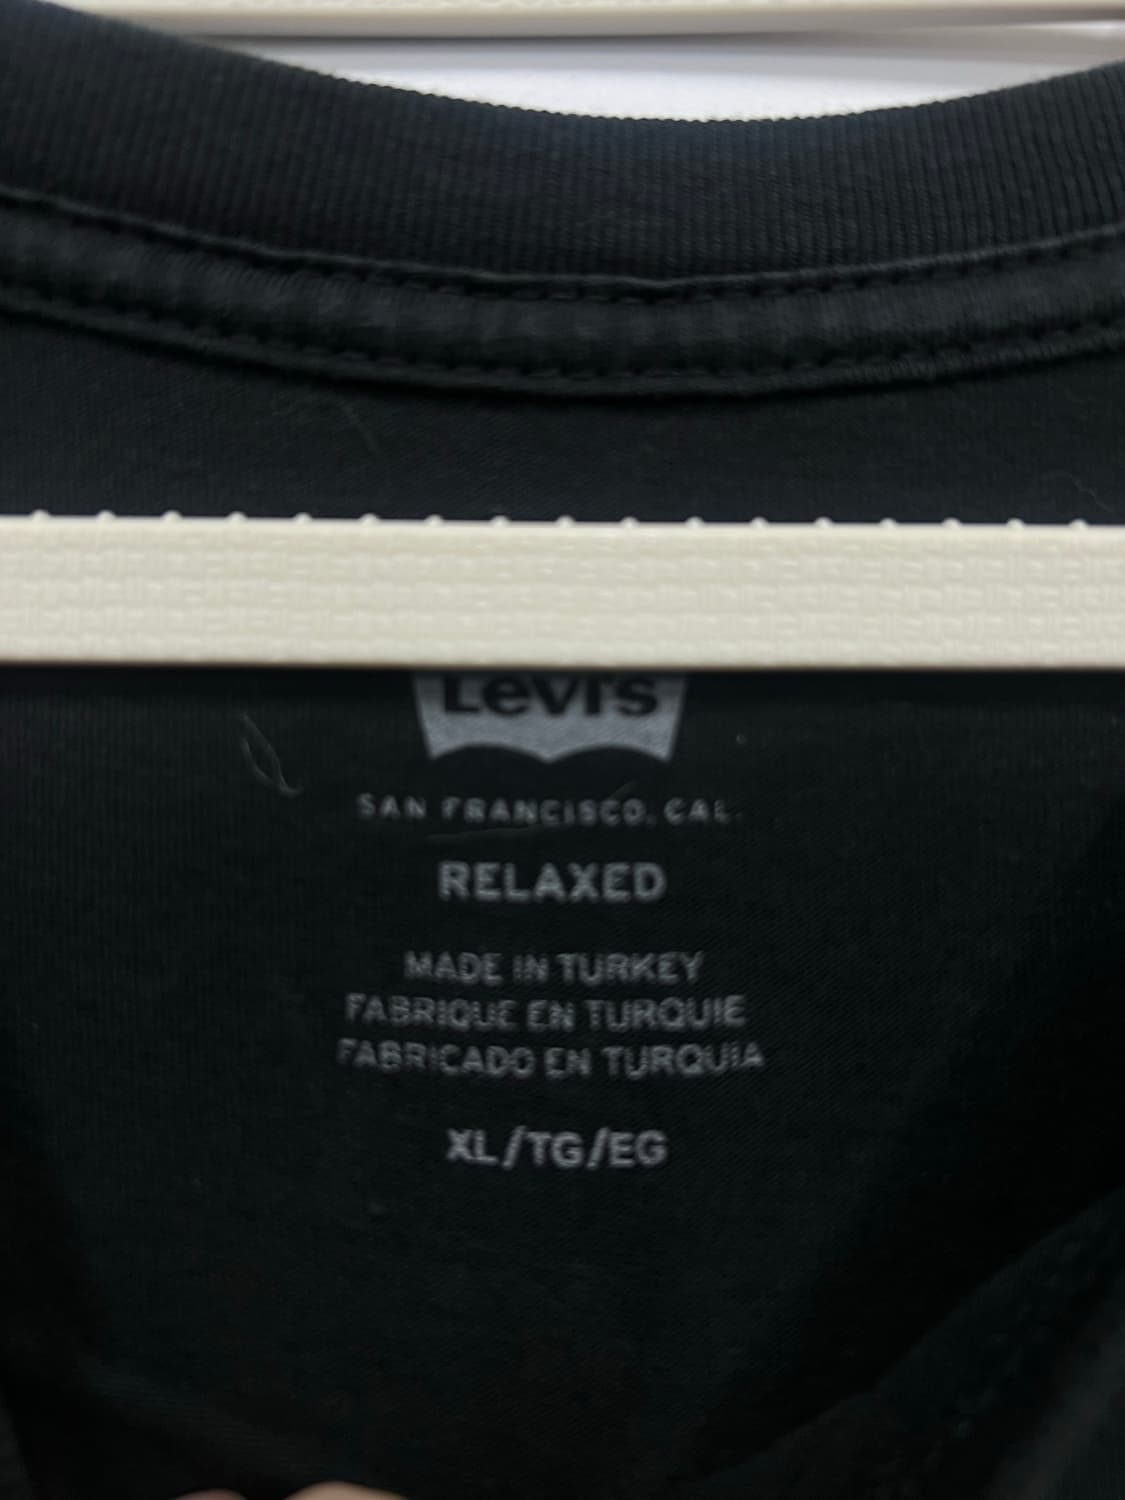 Levi's
SAN FRANCISCO, CAL.
RELAXED
MADE IN TURKEY
FABRIQUE EN TURQUIE
FABRICADO EN TURQUIA
XL/TG/EG